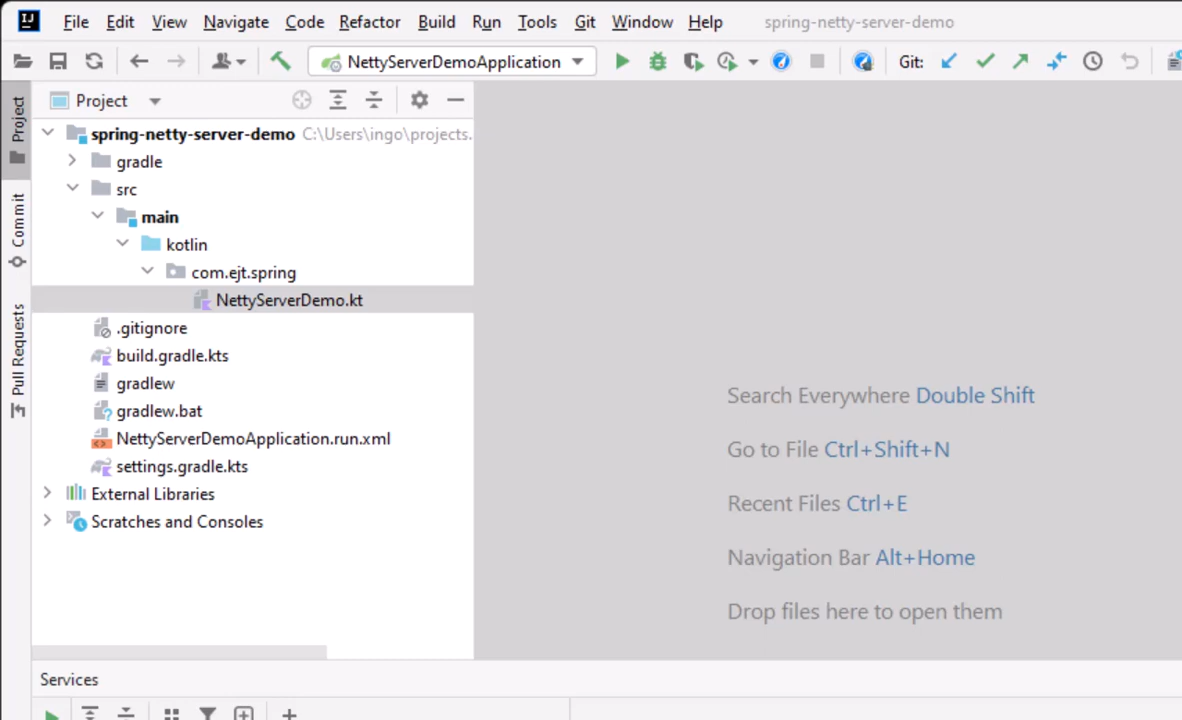 File Edit View Navigate Code Refactor Build Run Tools Git Window Help spring-netty-server-demo
NettyServerDemoApplication Git:
Project
Project
Commit
Pull Requests
spring-netty-server-demo C:\Users\ingo\projects.
gradle
src
main
kotlin
com.ejt.spring
NettyServerDemo.kt
.gitignore
build.gradle.kts
gradlew
gradlew.bat
NettyServerDemoApplication.run.xml
settings.gradle.kts
External Libraries
Scratches and Consoles
Search Everywhere Double Shift
Go to File Ctrl+Shift+N
Recent Files Ctrl+E
Navigation Bar Alt+Home
Drop files here to open them
Services